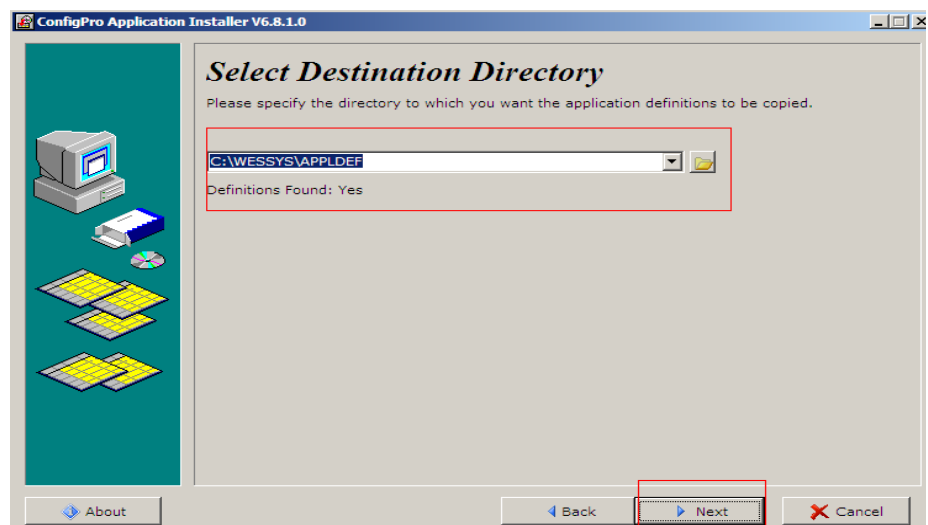 ConfigPro Application Installer V6.8.1.0
Select Destination Directory
Please specify the directory to which you want the application definitions to be copied.
C:\WESSYS\APPLDEF
Definitions Found: Yes
About
Back
Next
Cancel